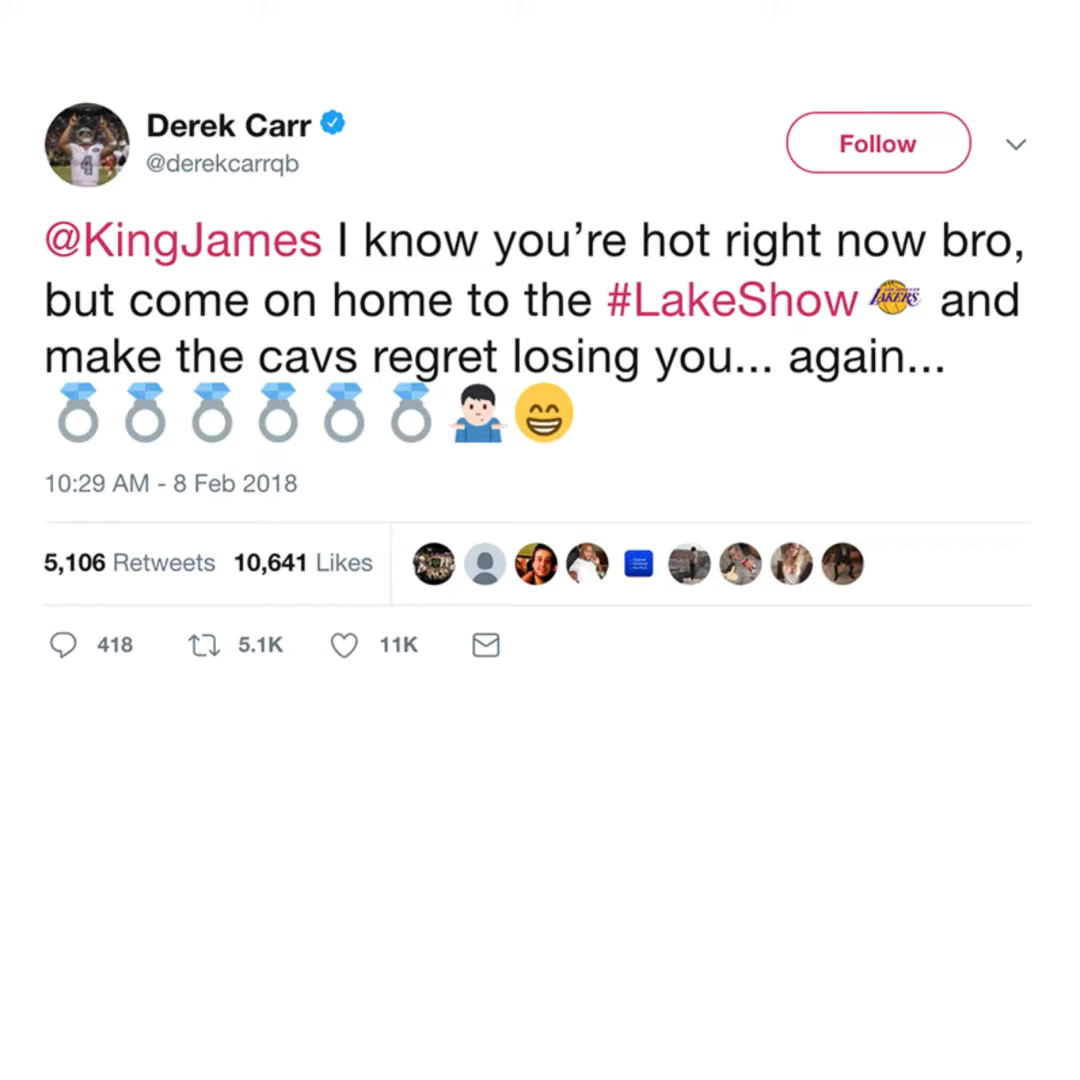 Derek Carr
@derekcarrqb
Follow
@KingJames I know you’re hot right now bro,
but come on home to the #LakeShow LAKERS and
make the cavs regret losing you... again...
10:29 AM - 8 Feb 2018
5,106 Retweets 10,641 Likes
418 5.1K 11K